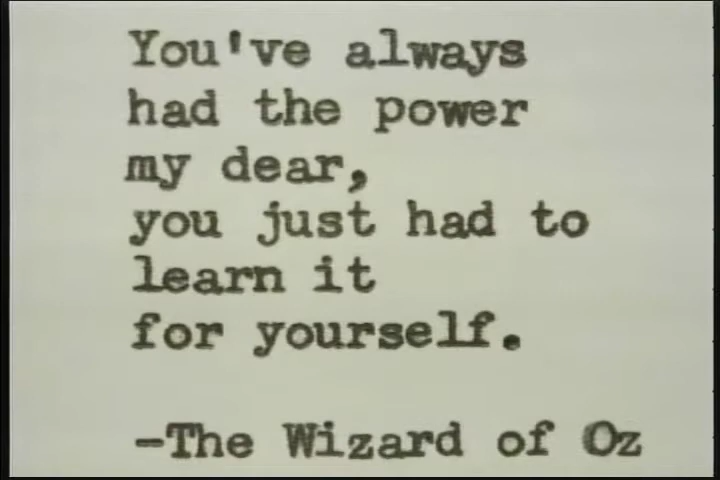 You've always
had the power
my dear,
you just had to
learn it
for yourself.
-The Wizard of Oz